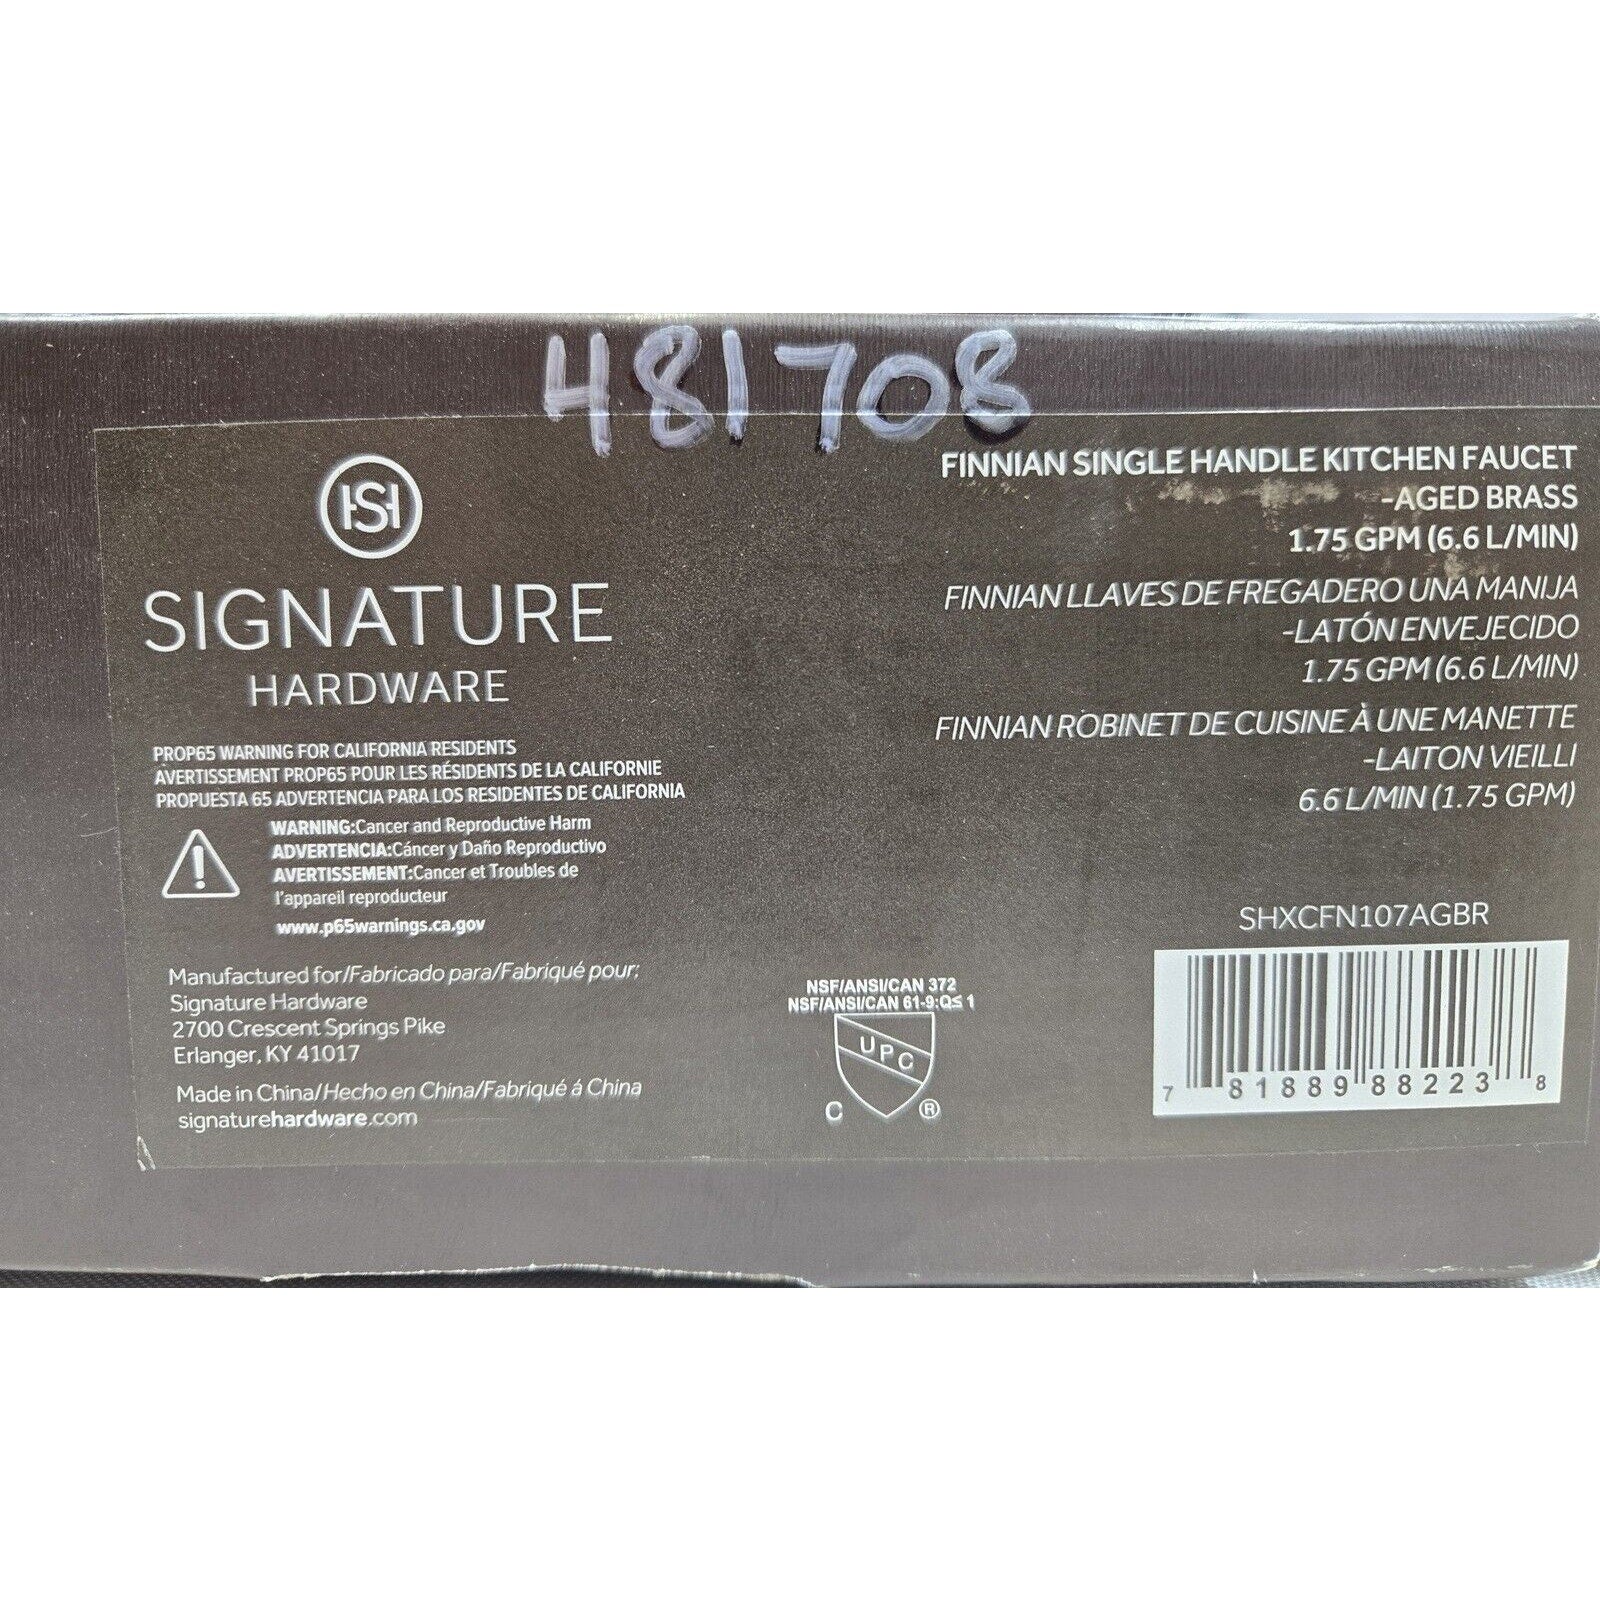 481708
SIGNATURE
HARDWARE
PROP65 WARNING FOR CALIFORNIA RESIDENTS
AVERTISSEMENT PROP65 POUR LES RÉSIDENTS DE LA CALIFORNIE
PROPUESTA 65 ADVERTENCIA PARA LOS RESIDENTES DE CALIFORNIA
WARNING:Cancer and Reproductive Harm
ADVERTENCIA:Cáncer y Daño Reproductivo
AVERTISSEMENT:Cancer et Troubles de
l'appareil reproducteur
www.p65warnings.ca.gov
Manufactured for/Fabricado para/Fabriqué pour:
Signature Hardware
2700 Crescent Springs Pike
Erlanger, KY 41017
Made in China/Hecho en China/Fabriqué á China
signaturehardware.com
NSF/ANSI/CAN 372
NSF/ANSI/CAN 61-9:Q≤ 1
UPC
C ®
FINNIAN SINGLE HANDLE KITCHEN FAUCET
-AGED BRASS
1.75 GPM (6.6 L/MIN)
FINNIAN LLAVES DE FREGADERO UNA MANIJA
-LATÓN ENVEJECIDO
1.75 GPM (6.6 L/MIN)
FINNIAN ROBINET DE CUISINE À UNE MANETTE
-LAITON VIEILLI
6.6 L/MIN (1.75 GPM)
SHXCFN107AGBR
7 81889 88223 8